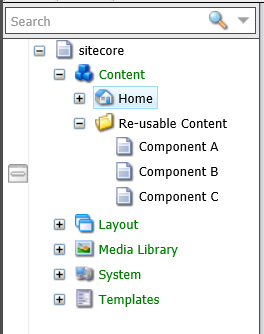 Search
sitecore
Content
Home
Re-usable Content
Component A
Component B
Component C
Layout
Media Library
System
Templates